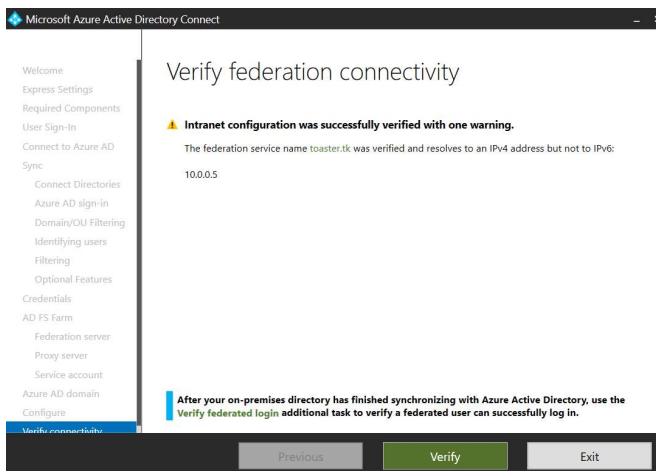 Microsoft Azure Active Directory Connect
Welcome
Express Settings
Required Components
User Sign-In
Connect to Azure AD
Sync
Connect Directories
Azure AD sign-in
Domain/OU Filtering
Identifying users
Filtering
Optional Features
Credentials
AD FS Farm
Federation server
Proxy server
Service account
Azure AD domain
Configure
Verify connectivity
Verify federation connectivity
Intranet configuration was successfully verified with one warning.
The federation service name toaster.tk was verified and resolves to an IPv4 address but not to IPv6:
10.0.0.5
After your on-premises directory has finished synchronizing with Azure Active Directory, use the
Verify federated login additional task to verify a federated user can successfully log in.
Previous
Verify
Exit